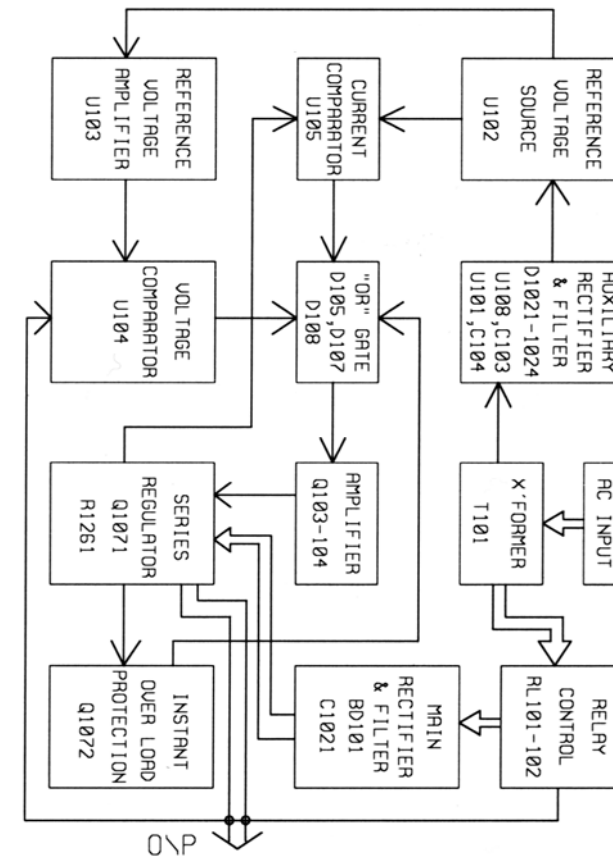 AC INPUT
REFERENCE
VOLTAGE
SOURCE
U102
AUXILIARY
RECTIFIER
& FILTER
D1021-1024
U108,C103
U101,C104
X'FORMER
T101
RELAY
CONTROL
RL101-102
CURRENT
COMPARATOR
U105
"OR" GATE
D105,D107
D108
AMPLIFIER
Q103-104
MAIN
RECTIFIER
& FILTER
BD101
C1021
REFERENCE
VOLTAGE
AMPLIFIER
U103
VOLTAGE
COMPARATOR
U104
SERIES
REGULATOR
Q1071
R1261
INSTANT
OVER LOAD
PROTECTION
Q1072
O\P